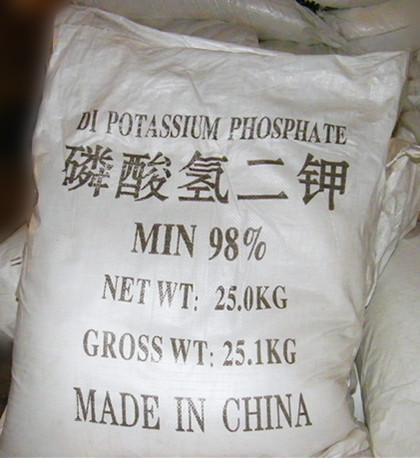 DI POTASSIUM PHOSPHATE
磷酸氢二钾
MIN 98%
NET WT: 25.0KG
GROSS WT: 25.1KG
MADE IN CHINA